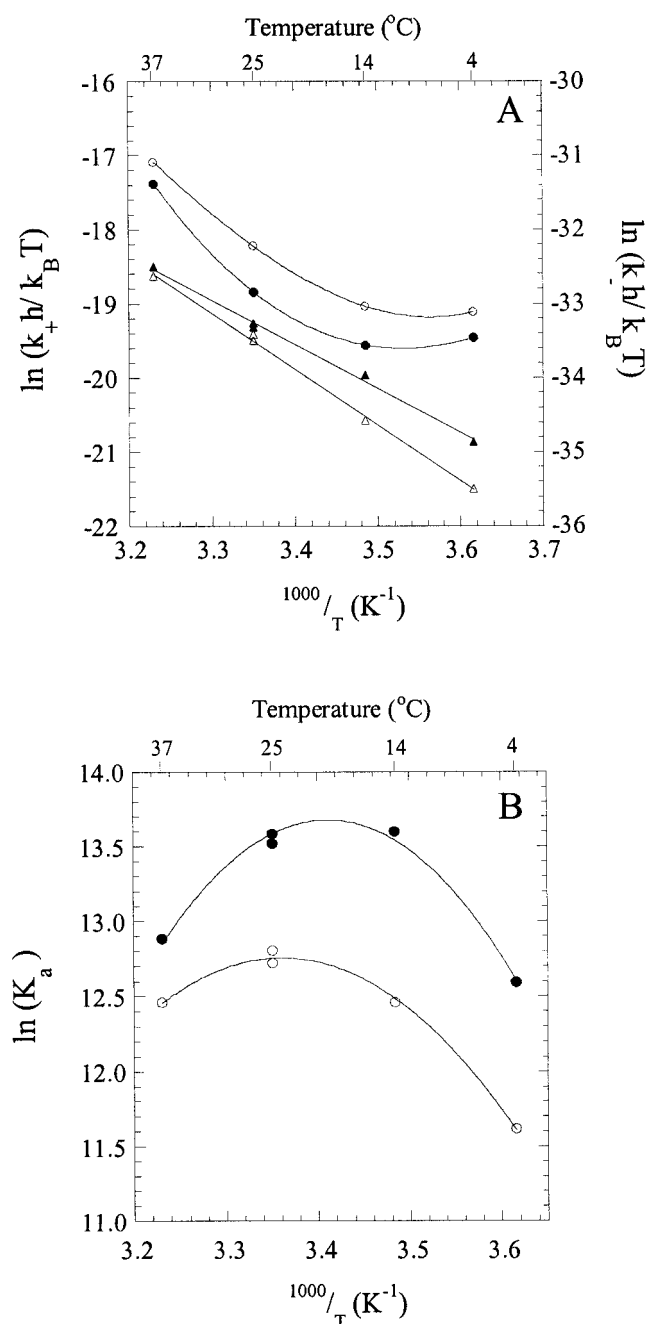 Temperature (°C)
37 25 14 4
A
-16
-17
-18
-19
-20
-21
-22
ln (k₊h/k_BT)
-30
-31
-32
-33
-34
-35
-36
ln (k₋h/k_BT)
3.2 3.3 3.4 3.5 3.6 3.7
1000/T (K⁻¹)
Temperature (°C)
37 25 14 4
B
14.0
13.5
13.0
12.5
12.0
11.5
11.0
ln (Kₐ)
3.2 3.3 3.4 3.5 3.6
1000/T (K⁻¹)